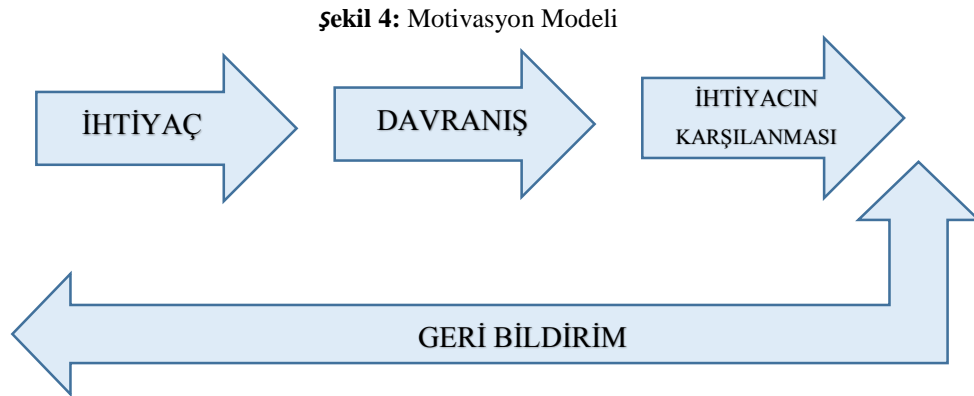 Şekil 4: Motivasyon Modeli
İHTİYAÇ
DAVRANIŞ
İHTİYACIN
KARŞILANMASI
GERİ BİLDİRİM